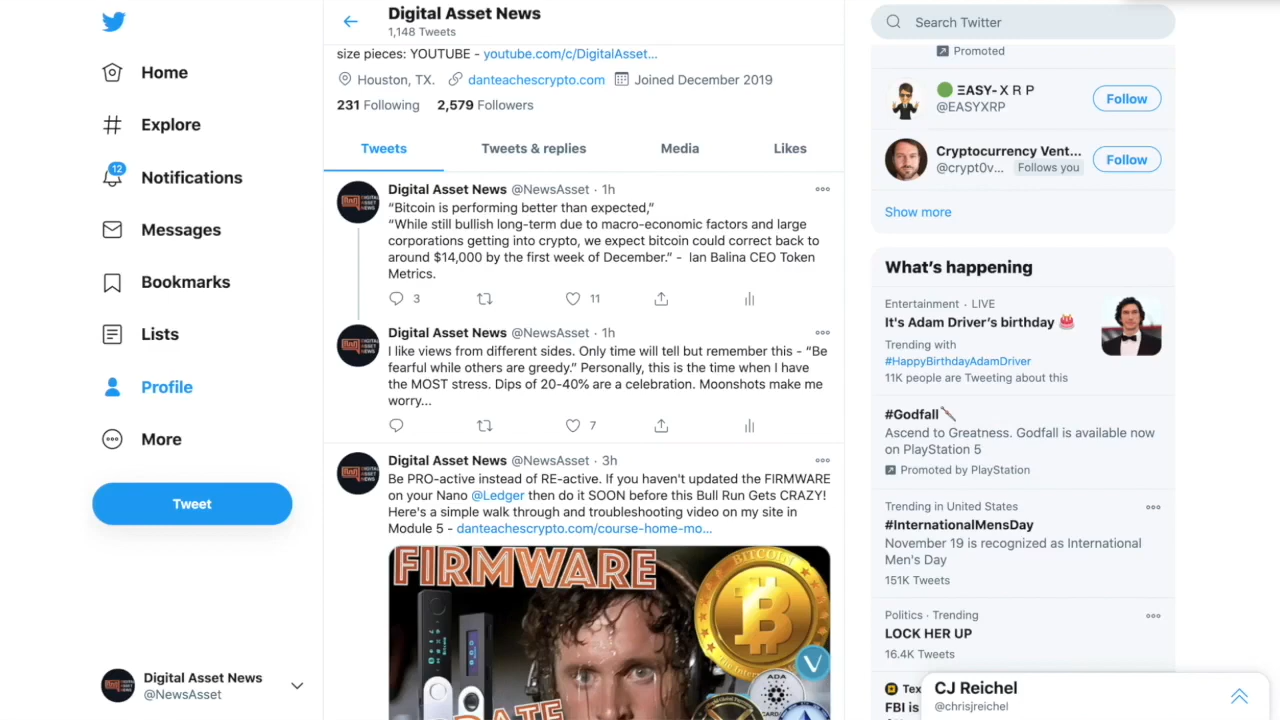 Home
Explore
12
Notifications
Messages
Bookmarks
Lists
Profile
More
Tweet
Digital Asset News
@NewsAsset
Digital Asset News
1,148 Tweets
size pieces: YOUTUBE - youtube.com/c/DigitalAsset…
Houston, TX. danteachescrypto.com Joined December 2019
231 Following 2,579 Followers
Tweets Tweets & replies Media Likes
Digital Asset News @NewsAsset · 1h
“Bitcoin is performing better than expected,”
“While still bullish long-term due to macro-economic factors and large
corporations getting into crypto, we expect bitcoin could correct back to
around $14,000 by the first week of December.” - Ian Balina CEO Token
Metrics.
3 11
Digital Asset News @NewsAsset · 1h
I like views from different sides. Only time will tell but remember this - “Be
fearful while others are greedy.” Personally, this is the time when I have
the MOST stress. Dips of 20-40% are a celebration. Moonshots make me
worry...
7
Digital Asset News @NewsAsset · 3h
Be PRO-active instead of RE-active. If you haven't updated the FIRMWARE
on your Nano @Ledger then do it SOON before this Bull Run Gets CRAZY!
Here's a simple walk through and troubleshooting video on my site in
Module 5 - danteachescrypto.com/course-home-mo…
FIRMWARE
BITCOIN
ADA
Search Twitter
Promoted
ΞASY- X R P
@EASYXRP
Follow
Cryptocurrency Vent...
@crypt0v... Follows you
Follow
Show more
What’s happening
Entertainment · LIVE
It's Adam Driver’s birthday
Trending with
#HappyBirthdayAdamDriver
11K people are Tweeting about this
#Godfall
Ascend to Greatness. Godfall is available now
on PlayStation 5
Promoted by PlayStation
Trending in United States
#InternationalMensDay
November 19 is recognized as International
Men's Day
151K Tweets
Politics · Trending
LOCK HER UP
16.4K Tweets
FBI is
CJ Reichel
@chrisjreichel